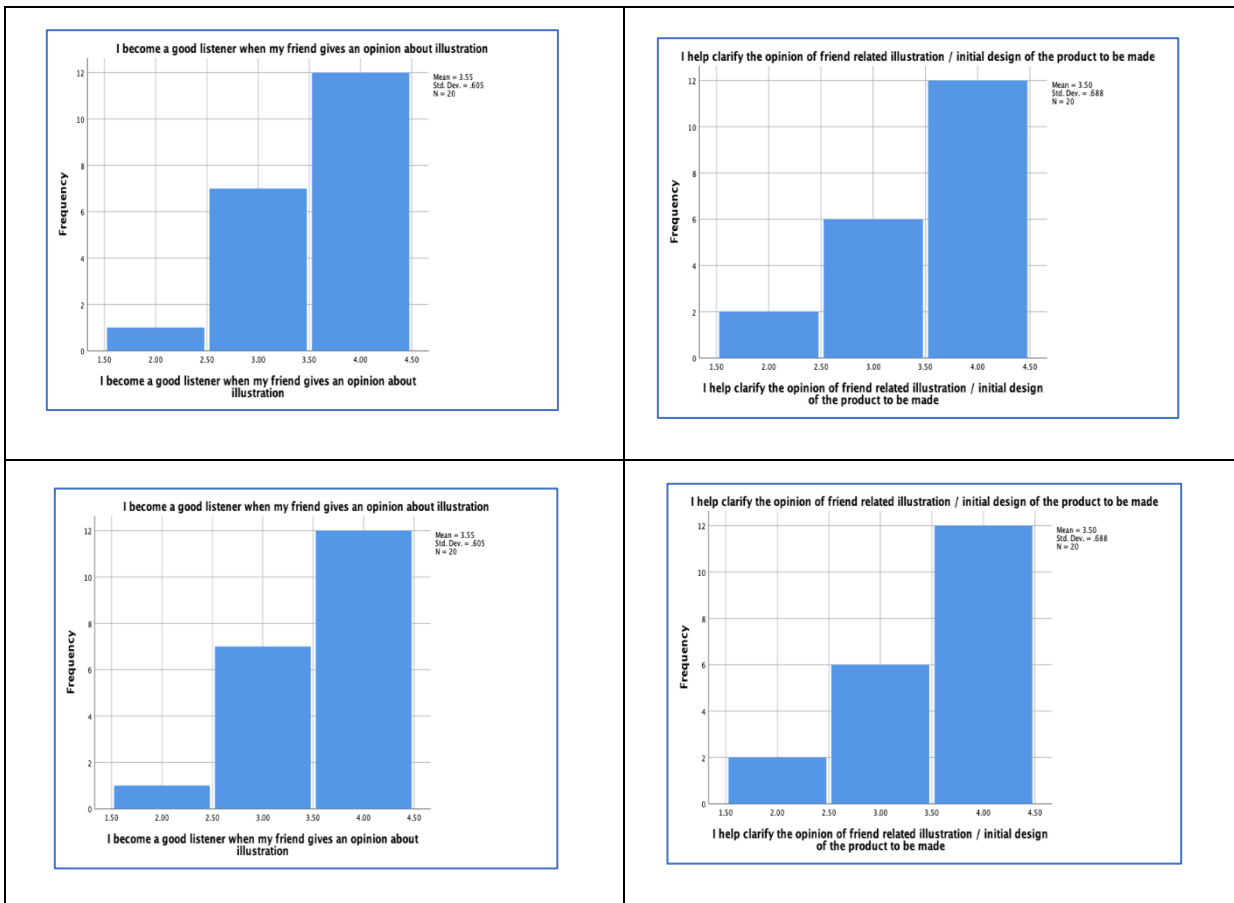 I become a good listener when my friend gives an opinion about illustration
Mean = 3.55
Std. Dev. = .605
N = 20
Frequency
12
10
8
6
4
2
0
1.50 2.00 2.50 3.00 3.50 4.00 4.50
I become a good listener when my friend gives an opinion about
illustration
I help clarify the opinion of friend related illustration / initial design of the product to be made
Mean = 3.50
Std. Dev. = .688
N = 20
Frequency
12
10
8
6
4
2
0
1.50 2.00 2.50 3.00 3.50 4.00 4.50
I help clarify the opinion of friend related illustration / initial design
of the product to be made
I become a good listener when my friend gives an opinion about illustration
Mean = 3.55
Std. Dev. = .605
N = 20
Frequency
12
10
8
6
4
2
0
1.50 2.00 2.50 3.00 3.50 4.00 4.50
I become a good listener when my friend gives an opinion about
illustration
I help clarify the opinion of friend related illustration / initial design of the product to be made
Mean = 3.50
Std. Dev. = .688
N = 20
Frequency
12
10
8
6
4
2
0
1.50 2.00 2.50 3.00 3.50 4.00 4.50
I help clarify the opinion of friend related illustration / initial design
of the product to be made